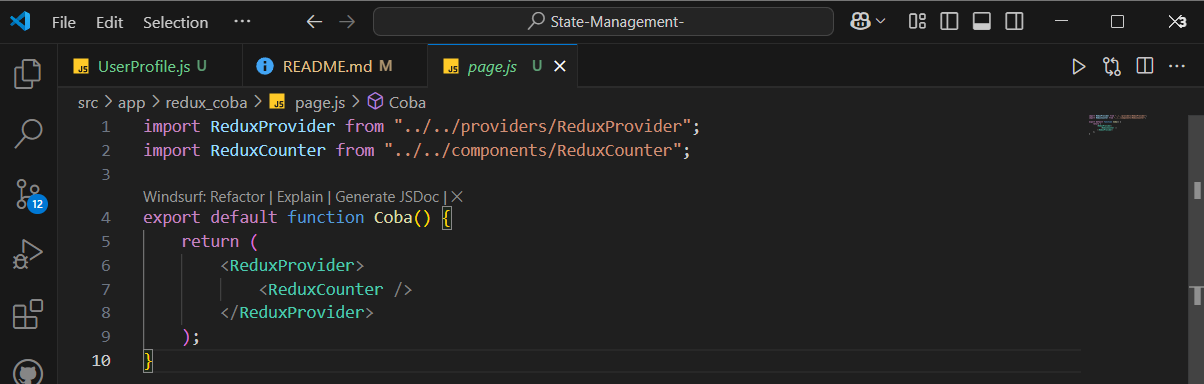 File Edit Selection ··· State-Management-
UserProfile.js U README.md M page.js U
src > app > redux_coba > JS page.js > Coba
1 import ReduxProvider from "../../providers/ReduxProvider";
2 import ReduxCounter from "../../components/ReduxCounter";
3
Windsurf: Refactor | Explain | Generate JSDoc | ×
4 export default function Coba() {
5 return (
6 <ReduxProvider>
7 <ReduxCounter />
8 </ReduxProvider>
9 );
10 }
12